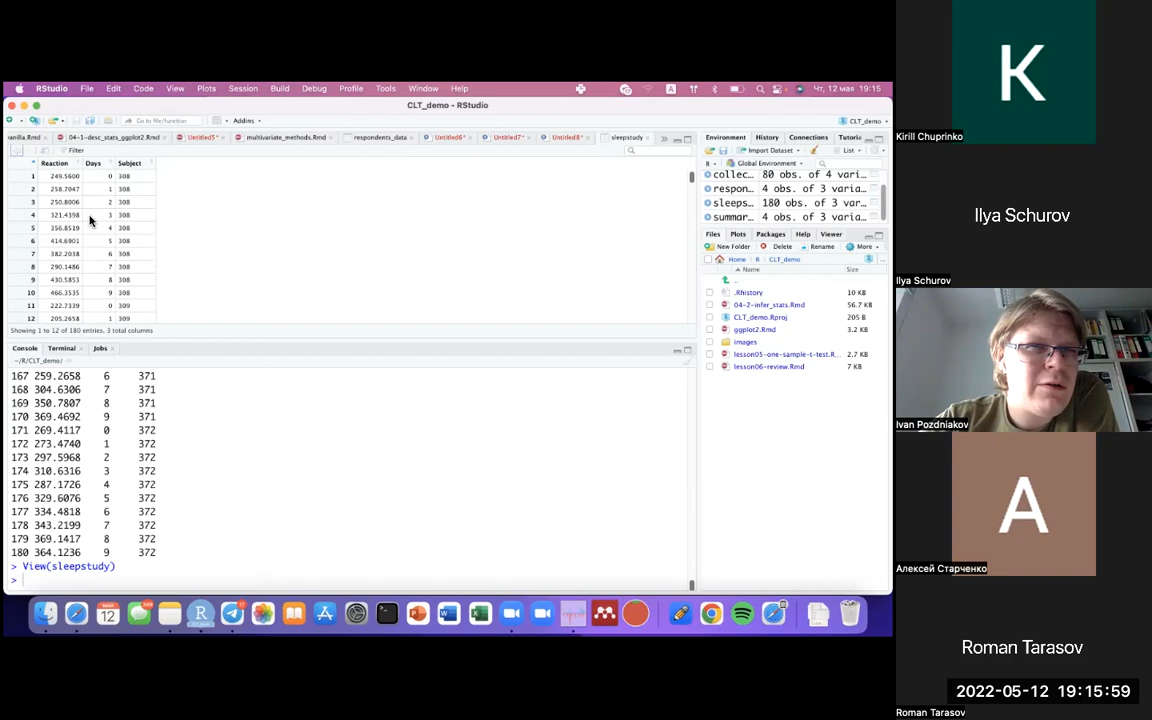 RStudio File Edit Code View Plots Session Build Debug Profile Tools Window Help A Чт, 12 мая 19:15
CLT_demo - RStudio
Go to file/function Addins CLT_demo
vanilla.Rmd 04-1-desc_stats_ggplot2.Rmd Untitled5* multivariate_methods.Rmd respondents_data Untitled6* Untitled7* Untitled8* sleepstudy
Filter
Reaction Days Subject
1 249.5600 0 308
2 258.7047 1 308
3 250.8006 2 308
4 321.4398 3 308
5 356.8519 4 308
6 414.6901 5 308
7 382.2038 6 308
8 290.1486 7 308
9 430.5853 8 308
10 466.3535 9 308
11 222.7339 0 309
12 205.2658 1 309
Showing 1 to 12 of 180 entries, 3 total columns
Console Terminal Jobs
~/R/CLT_demo/
167 259.2658 6 371
168 304.6306 7 371
169 350.7807 8 371
170 369.4692 9 371
171 269.4117 0 372
172 273.4740 1 372
173 297.5968 2 372
174 310.6316 3 372
175 287.1726 4 372
176 329.6076 5 372
177 334.4818 6 372
178 343.2199 7 372
179 369.1417 8 372
180 364.1236 9 372
> View(sleepstudy)
>
Environment History Connections Tutoria
Import Dataset List
R Global Environment
collec... 80 obs. of 4 vari...
respon... 4 obs. of 3 varia...
sleeps... 180 obs. of 3 vari...
summar... 4 obs. of 3 varia...
Files Plots Packages Help Viewer
New Folder Delete Rename More
Home R CLT_demo
Name Size
..
.Rhistory 10 KB
04-2-infer_stats.Rmd 56.7 KB
CLT_demo.Rproj 205 B
ggplot2.Rmd 3.2 KB
images
lesson05-one-sample-t-test.R... 2.7 KB
lesson06-review.Rmd 7 KB
МАЯ
12
K
Kirill Chuprinko
Ilya Schurov
Ilya Schurov
Ivan Pozdniakov
A
Алексей Старченко
Roman Tarasov
2022-05-12 19:15:59
Roman Tarasov